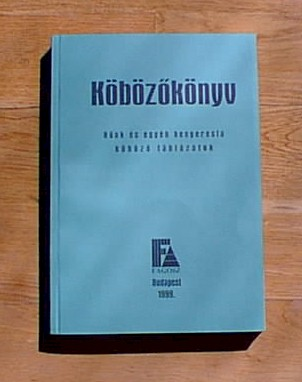 Köbözőkönyv
Rönk és egyéb hengeresfa
köböző táblázatok
FAGOSZ
Budapest
1999.